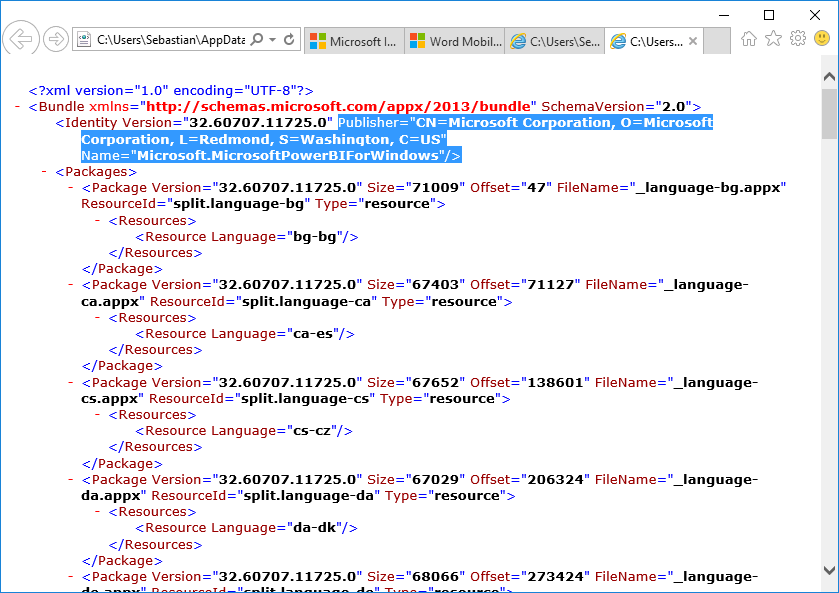 C:\Users\Sebastian\AppData
Microsoft I...
Word Mobil...
C:\Users\Se...
C:\Users...
<?xml version="1.0" encoding="UTF-8"?>
- <Bundle xmlns="http://schemas.microsoft.com/appx/2013/bundle" SchemaVersion="2.0">
<Identity Version="32.60707.11725.0" Publisher="CN=Microsoft Corporation, O=Microsoft
Corporation, L=Redmond, S=Washington, C=US"
Name="Microsoft.MicrosoftPowerBIForWindows"/>
- <Packages>
- <Package Version="32.60707.11725.0" Size="71009" Offset="47" FileName="_language-bg.appx"
ResourceId="split.language-bg" Type="resource">
- <Resources>
<Resource Language="bg-bg"/>
</Resources>
</Package>
- <Package Version="32.60707.11725.0" Size="67403" Offset="71127" FileName="_language-
ca.appx" ResourceId="split.language-ca" Type="resource">
- <Resources>
<Resource Language="ca-es"/>
</Resources>
</Package>
- <Package Version="32.60707.11725.0" Size="67652" Offset="138601" FileName="_language-
cs.appx" ResourceId="split.language-cs" Type="resource">
- <Resources>
<Resource Language="cs-cz"/>
</Resources>
</Package>
- <Package Version="32.60707.11725.0" Size="67029" Offset="206324" FileName="_language-
da.appx" ResourceId="split.language-da" Type="resource">
- <Resources>
<Resource Language="da-dk"/>
</Resources>
</Package>
- <Package Version="32.60707.11725.0" Size="68066" Offset="273424" FileName="_language-
de.appx" ResourceId="split.language-de" Type="resource">